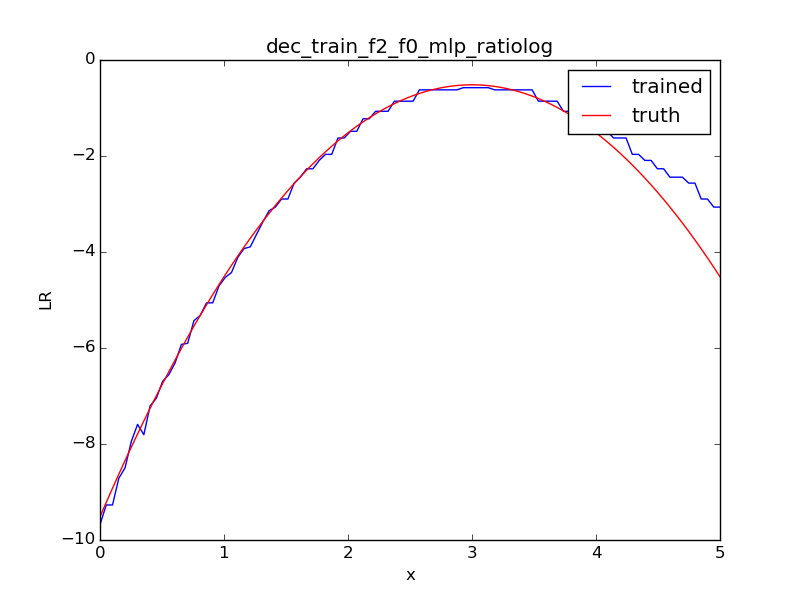 dec_train_f2_f0_mlp_ratiolog
trained
truth
LR
0
−2
−4
−6
−8
−10
0 1 2 3 4 5
x